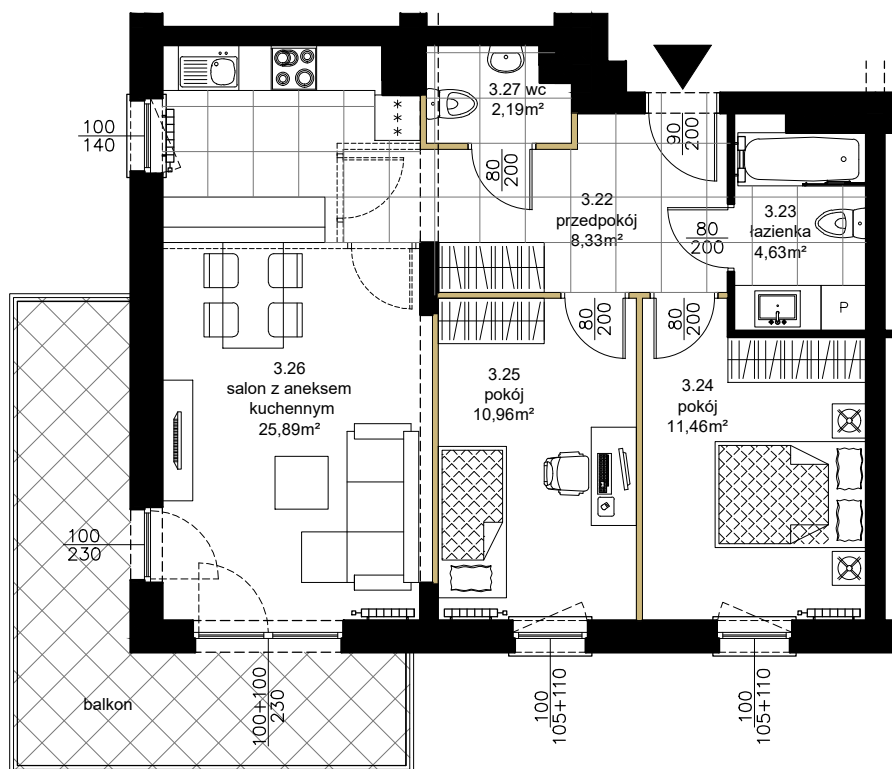 3.27 wc
2,19m²
100
140
90
200
80
200
3.22
przedpokój
8,33m²
80
200
3.23
łazienka
4,63m²
***
P
80
200
80
200
3.26
salon z aneksem
kuchennym
25,89m²
3.25
pokój
10,96m²
3.24
pokój
11,46m²
100
230
balkon
100+100
230
100
105+110
100
105+110